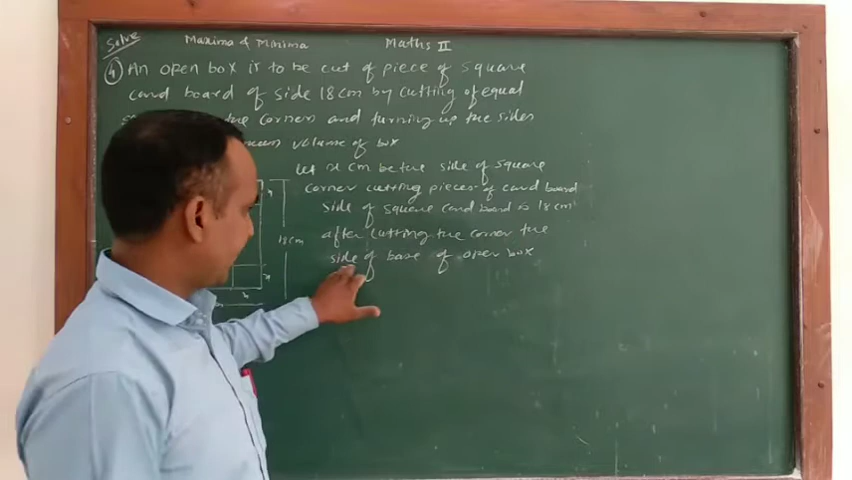 Solve
Maxima & Minima Maths II
4 An open box is to be cut of piece of square
card board of side 18 cm by cutting of equal
the corners and turning up the sides
volume of box
let x cm be the side of square
corner cutting pieces of card board
side of square card board is 18 cm
after cutting the corner the
side of base of open box
18 cm
x
x
x